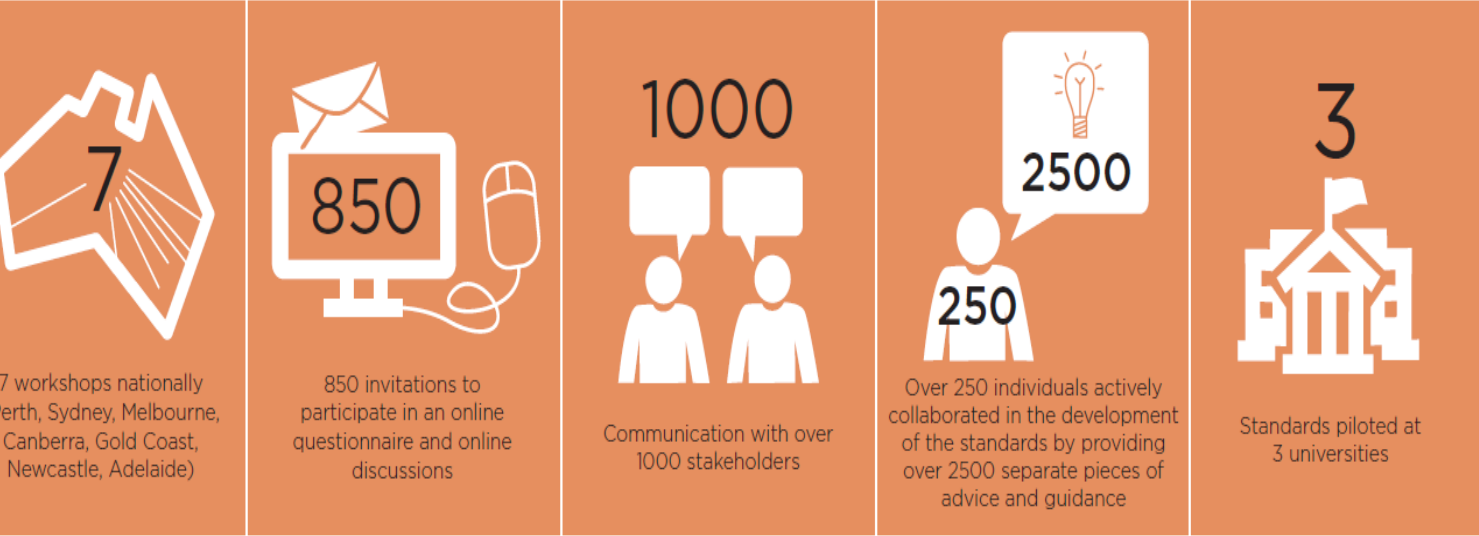 7
7 workshops nationally
Perth, Sydney, Melbourne,
Canberra, Gold Coast,
Newcastle, Adelaide)
850
850 invitations to
participate in an online
questionnaire and online
discussions
1000
Communication with over
1000 stakeholders
2500
250
Over 250 individuals actively
collaborated in the development
of the standards by providing
over 2500 separate pieces of
advice and guidance
3
Standards piloted at
3 universities